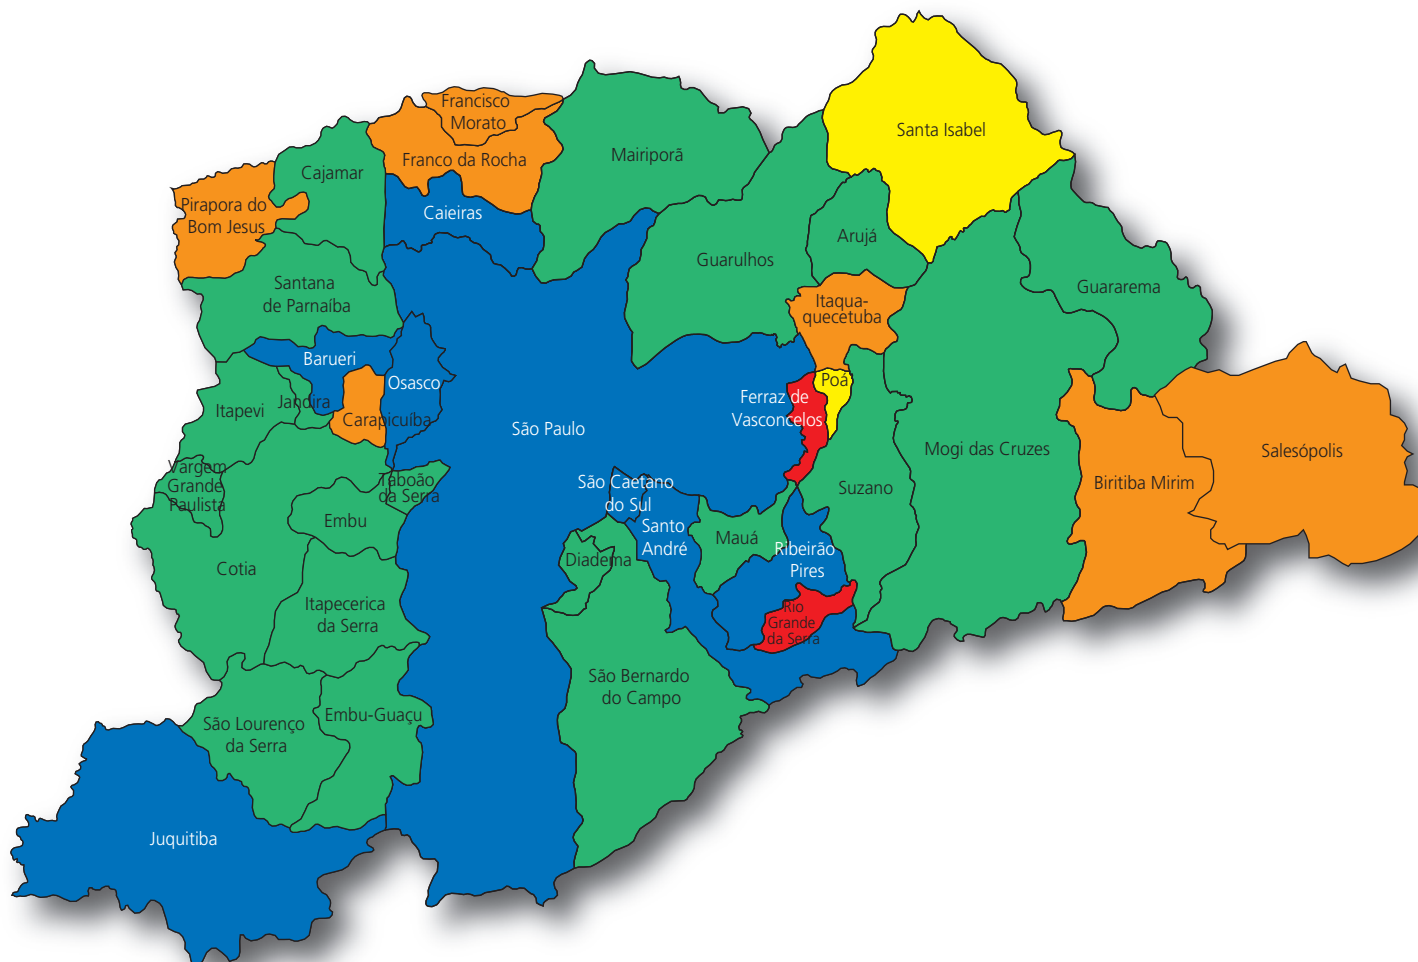 Francisco
Morato
Franco da Rocha
Mairiporã
Santa Isabel
Cajamar
Pirapora do
Bom Jesus
Caieiras
Arujá
Guarulhos
Santana
de Parnaíba
Guararema
Itaqua-
quecetuba
Barueri
Osasco
Jandira
Itapevi
Carapicuíba
São Paulo
Poá
Ferraz de
Vasconcelos
Mogi das Cruzes
Salesópolis
Biritiba Mirim
Suzano
Vargem
Grande
Paulista
Taboão
da Serra
São Caetano
do Sul
Embu
Santo
André
Mauá
Ribeirão
Pires
Diadema
Cotia
Itapecerica
da Serra
Rio
Grande
da Serra
São Bernardo
do Campo
Embu-Guaçu
São Lourenço
da Serra
Juquitiba